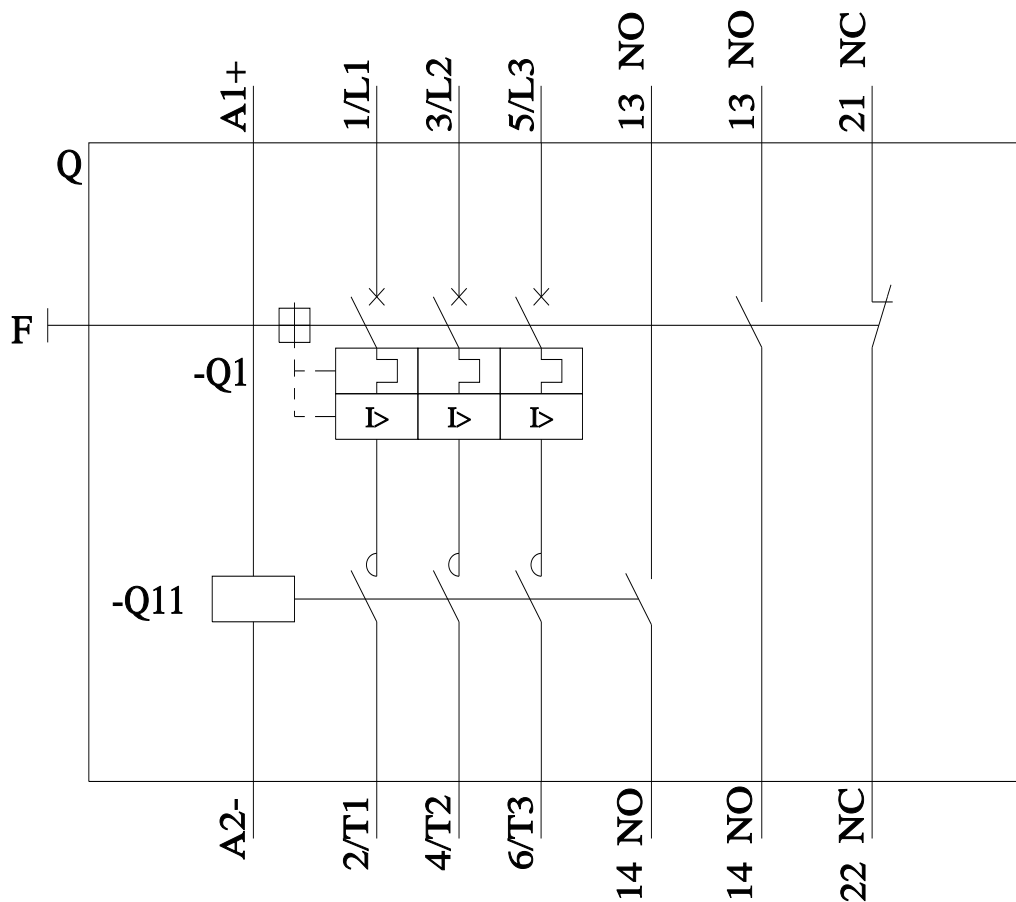 A1+
1/L1
3/L2
5/L3
13 NO
13 NO
21 NC
Q
F
-Q1
I>
I>
I>
-Q11
A2-
2/T1
4/T2
6/T3
14 NO
14 NO
22 NC